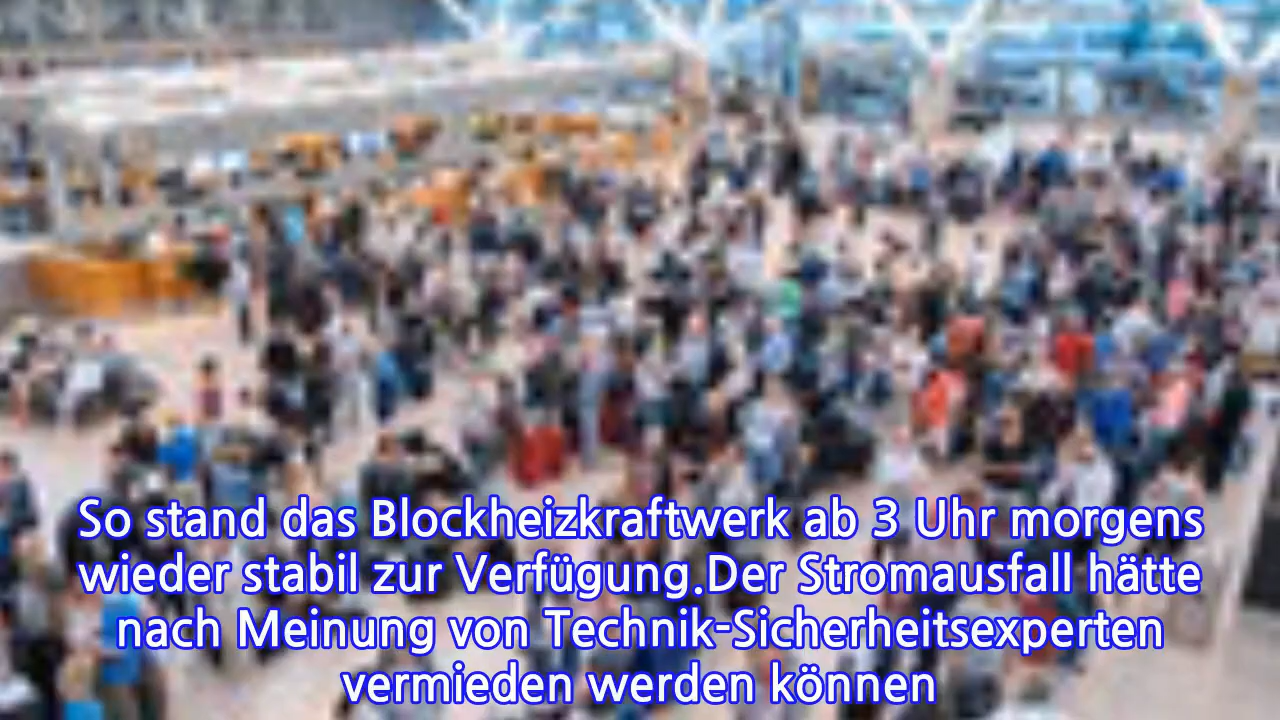 So stand das Blockheizkraftwerk ab 3 Uhr morgens
wieder stabil zur Verfügung.Der Stromausfall hätte
nach Meinung von Technik-Sicherheitsexperten
vermieden werden können